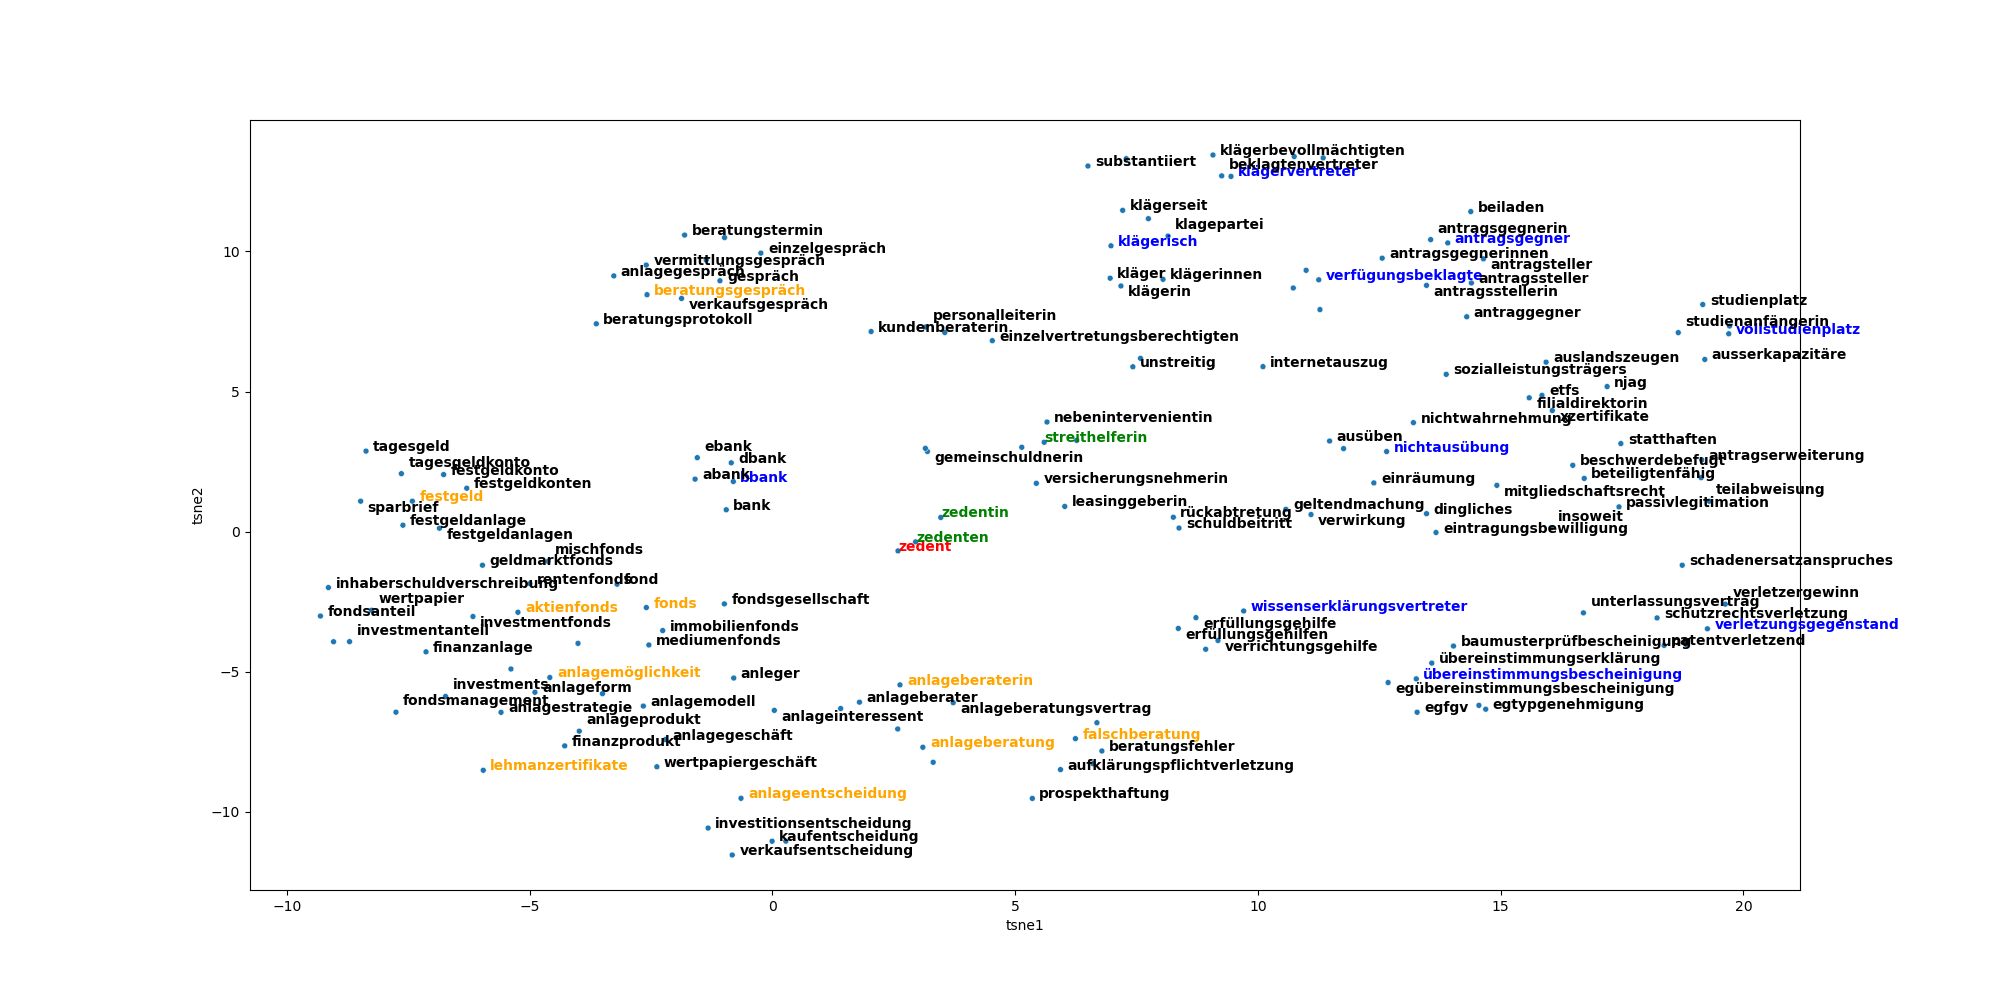 klägerbevollmächtigten
substantiiert
beklagtenvertreter
klägervertreter
klägerseit
beiladen
klagepartei
beratungstermin
antragsgegnerin
klägerisch
antragsgegner
10
einzelgespräch
antragsgegnerinnen
vermittlungsgespräch
antragsteller
anlagegespräch
gespräch
kläger
klägerinnen
verfügungsbeklagte
antragssteller
beratungsgespräch
klägerin
antragsstellerin
verkaufsgespräch
studienplatz
beratungsprotokoll
personalleiterin
antraggegner
kundenberaterin
studienanfängerin
vollstudienplatz
einzelvertretungsberechtigten
unstreitig
internetauszug
auslandszeugen
ausserkapazitäre
sozialleistungsträgers
njag
5
etfs
filialdirektorin
nebenintervenientin
nichtwahrnehmung
xzertifikate
tagesgeld
ebank
streithelferin
ausüben
statthaften
tagesgeldkonto
dbank
gemeinschuldnerin
nichtausübung
beschwerdebefugt
antragserweiterung
festgeldkonto
abank
bbank
versicherungsnehmerin
einräumung
beteiligtenfähig
festgeldkonten
mitgliedschaftsrecht
teilabweisung
festgeld
sparbrief
bank
zedentin
leasinggeberin
rückabtretung
geltendmachung
dingliches
passivlegitimation
tsne2
festgeldanlage
schuldbeitritt
verwirkung
insoweit
0
festgeldanlagen
zedenten
eintragungsbewilligung
mischfonds
zedent
geldmarktfonds
schadenersatzanspruches
inhaberschuldverschreibung
rentenfonds
fond
wertpapier
verletzergewinn
fondsanteil
aktienfonds
fonds
fondsgesellschaft
wissenserklärungsvertreter
unterlassungsvertrag
investmentfonds
immobilienfonds
erfüllungsgehilfe
schutzrechtsverletzung
investmentanteil
mediumenfonds
erfüllungsgehilfen
verletzungsgegenstand
finanzanlage
verrichtungsgehilfe
baumusterprüfbescheinigung
patentverletzend
übereinstimmungserklärung
−5
anlagemöglichkeit
anleger
anlageberaterin
übereinstimmungsbescheinigung
investments
anlageform
egübereinstimmungsbescheinigung
fondsmanagement
anlagestrategie
anlagemodell
anlageberater
anlageberatungsvertrag
egfgv
egtypgenehmigung
anlageprodukt
anlageinteressent
finanzprodukt
anlagegeschäft
anlageberatung
falschberatung
beratungsfehler
lehmanzertifikate
wertpapiergeschäft
aufklärungspflichtverletzung
anlageentscheidung
prospekthaftung
−10
investitionsentscheidung
kaufentscheidung
verkaufsentscheidung
−10 −5 0 5 10 15 20
tsne1